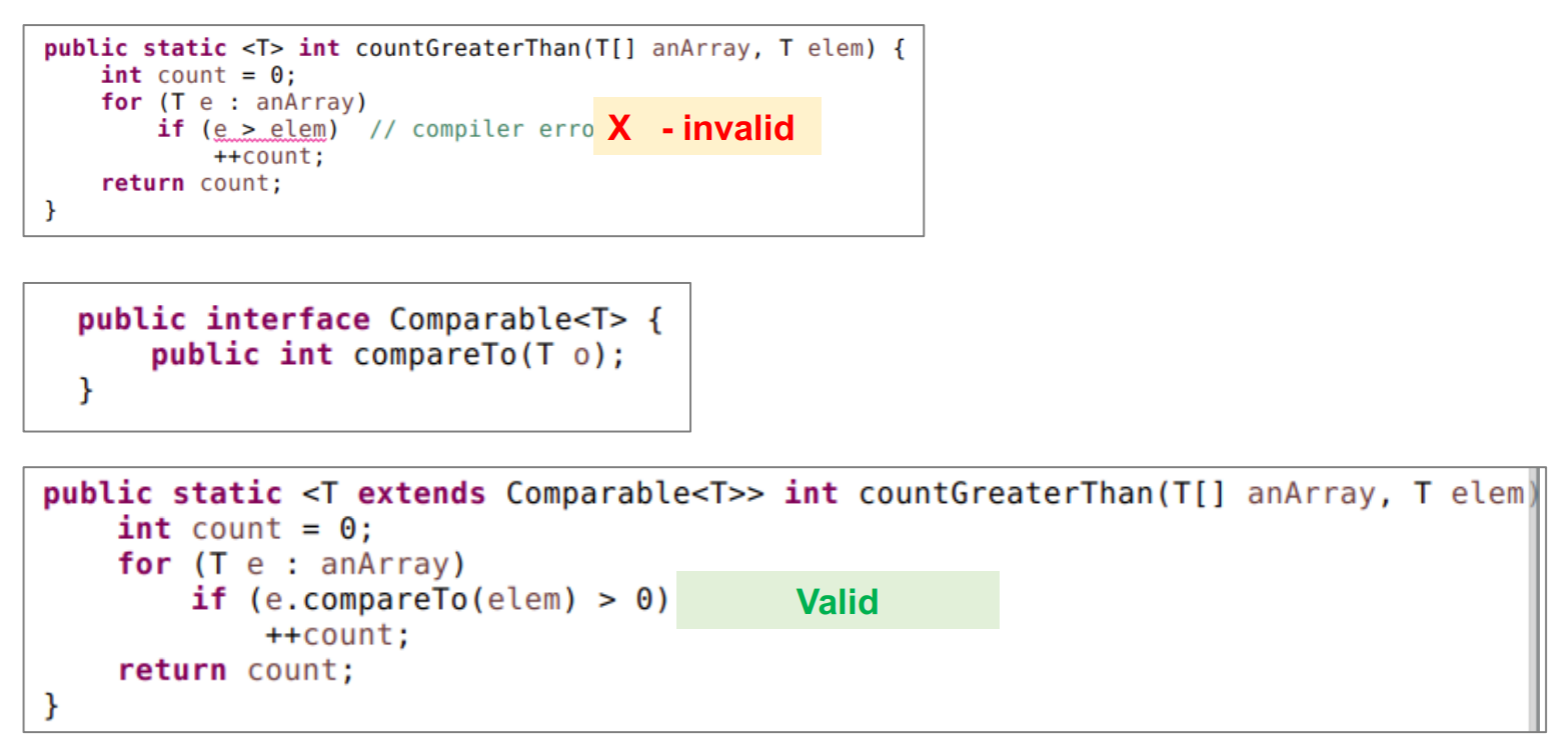 public static <T> int countGreaterThan(T[] anArray, T elem) {
int count = 0;
for (T e : anArray)
if (e > elem)  // compiler erro X - invalid
++count;
return count;
}
public interface Comparable<T> {
public int compareTo(T o);
}
public static <T extends Comparable<T>> int countGreaterThan(T[] anArray, T elem)
int count = 0;
for (T e : anArray)
if (e.compareTo(elem) > 0) Valid
++count;
return count;
}